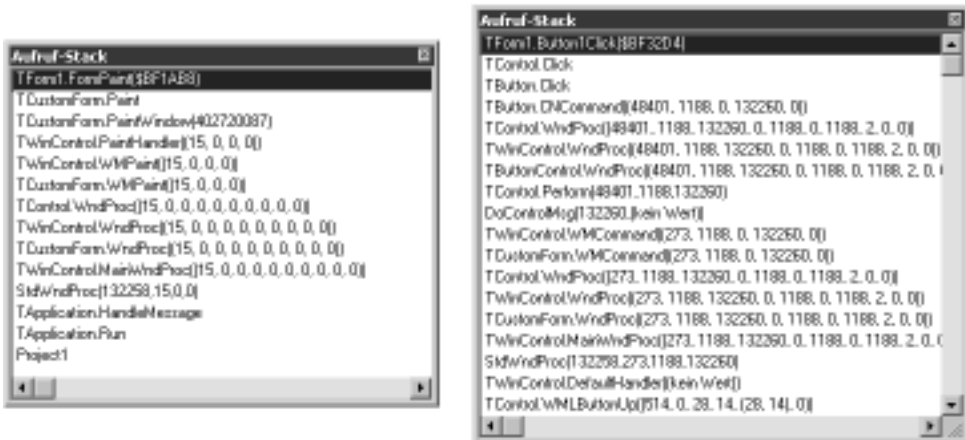 Aufruf-Stack
TForm1.FormPaint($BF1AB8)
TCustomForm.Paint
TCustomForm.PaintWindow(402720087)
TWinControl.PaintHandler((15, 0, 0, 0))
TWinControl.WMPaint((15, 0, 0, 0))
TCustomForm.WMPaint((15, 0, 0, 0))
TControl.WndProc((15, 0, 0, 0, 0, 0, 0, 0, 0, 0))
TWinControl.WndProc((15, 0, 0, 0, 0, 0, 0, 0, 0, 0))
TCustomForm.WndProc((15, 0, 0, 0, 0, 0, 0, 0, 0, 0))
TWinControl.MainWndProc((15, 0, 0, 0, 0, 0, 0, 0, 0, 0))
StdWndProc(132258,15,0,0)
TApplication.HandleMessage
TApplication.Run
Project1
Aufruf-Stack
TForm1.Button1Click($BF32D4)
TControl.Click
TButton.Click
TButton.CNCommand((48401, 1188, 0, 132260, 0))
TControl.WndProc((48401, 1188, 132260, 0, 1188, 0, 1188, 2, 0, 0))
TWinControl.WndProc((48401, 1188, 132260, 0, 1188, 0, 1188, 2, 0, 0))
TButtonControl.WndProc((48401, 1188, 132260, 0, 1188, 0, 1188, 2, 0,
TControl.Perform(48401,1188,132260)
DoControlMsg(132260,(kein Wert))
TWinControl.WMCommand((273, 1188, 0, 132260, 0))
TCustomForm.WMCommand((273, 1188, 0, 132260, 0))
TControl.WndProc((273, 1188, 132260, 0, 1188, 0, 1188, 2, 0, 0))
TWinControl.WndProc((273, 1188, 132260, 0, 1188, 0, 1188, 2, 0, 0))
TCustomForm.WndProc((273, 1188, 132260, 0, 1188, 0, 1188, 2, 0, 0))
TWinControl.MainWndProc((273, 1188, 132260, 0, 1188, 0, 1188, 2, 0,
StdWndProc(132258,273,1188,132260)
TWinControl.DefaultHandler((kein Wert))
TControl.WMLButtonUp((514, 0, 28, 14, (28, 14), 0))